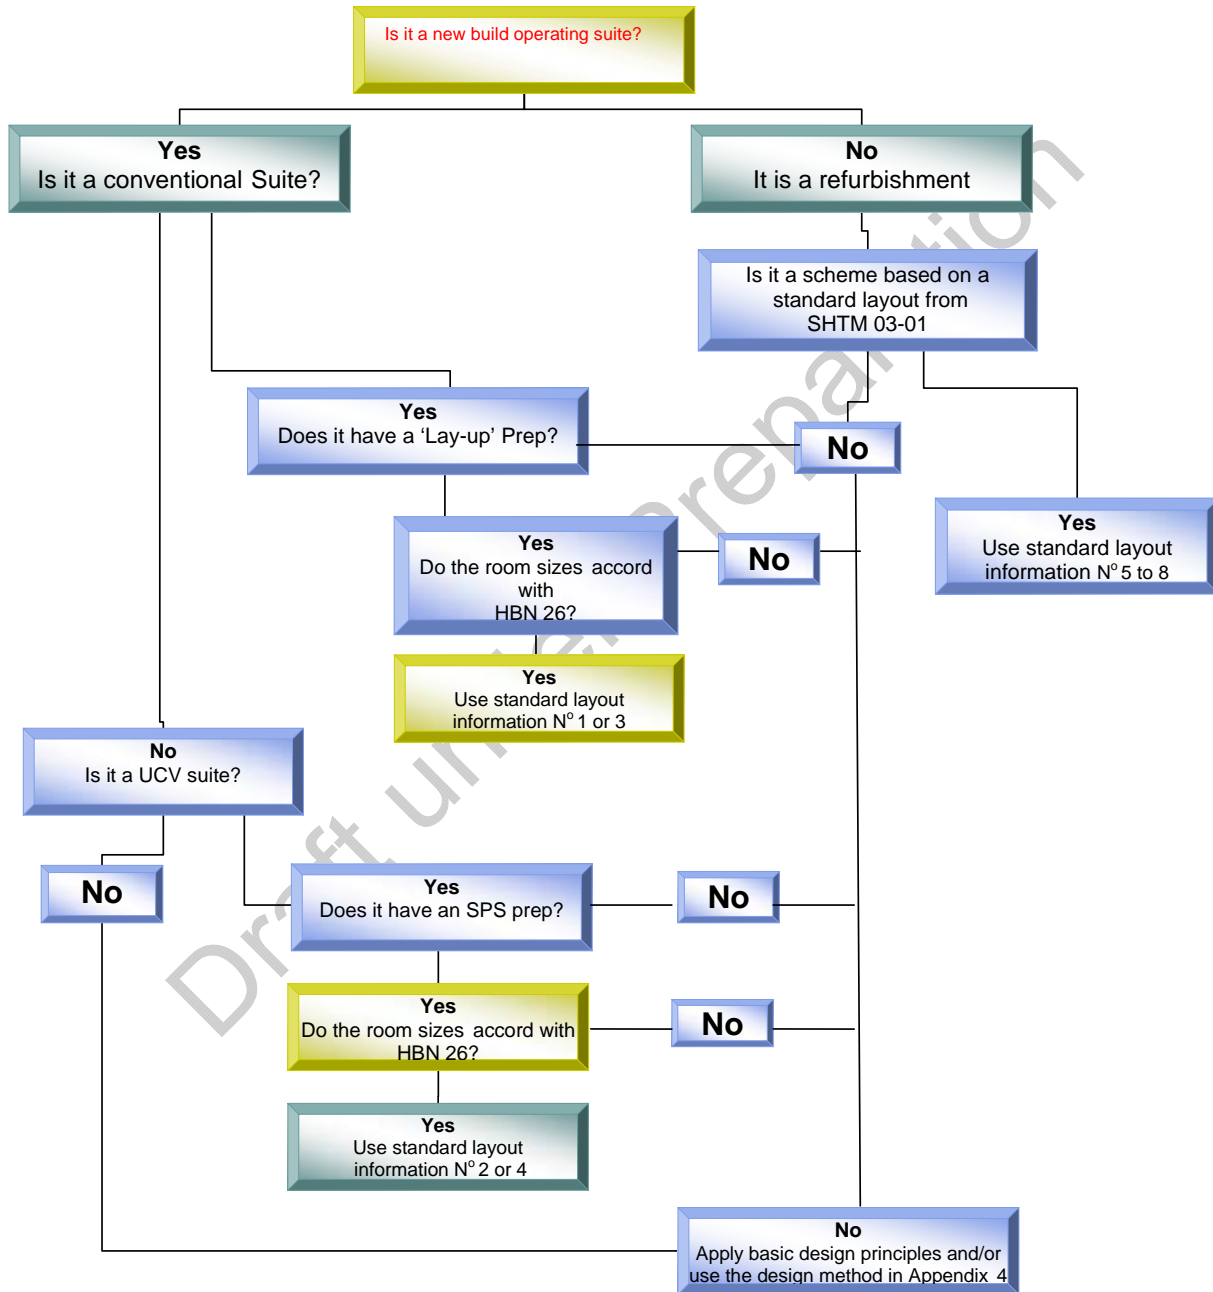 Is it a new build operating suite?
Yes
Is it a conventional Suite?
No
It is a refurbishment
Is it a scheme based on a
standard layout from
SHTM 03-01
Yes
Does it have a ‘Lay-up’ Prep?
No
Yes
Do the room sizes accord
with
HBN 26?
No
Yes
Use standard layout
information Nº 5 to 8
Yes
Use standard layout
information Nº 1 or 3
No
Is it a UCV suite?
No
Yes
Does it have an SPS prep?
No
Yes
Do the room sizes accord with
HBN 26?
No
Yes
Use standard layout
information Nº 2 or 4
No
Apply basic design principles and/or
use the design method in Appendix 4
Draft under Preparation